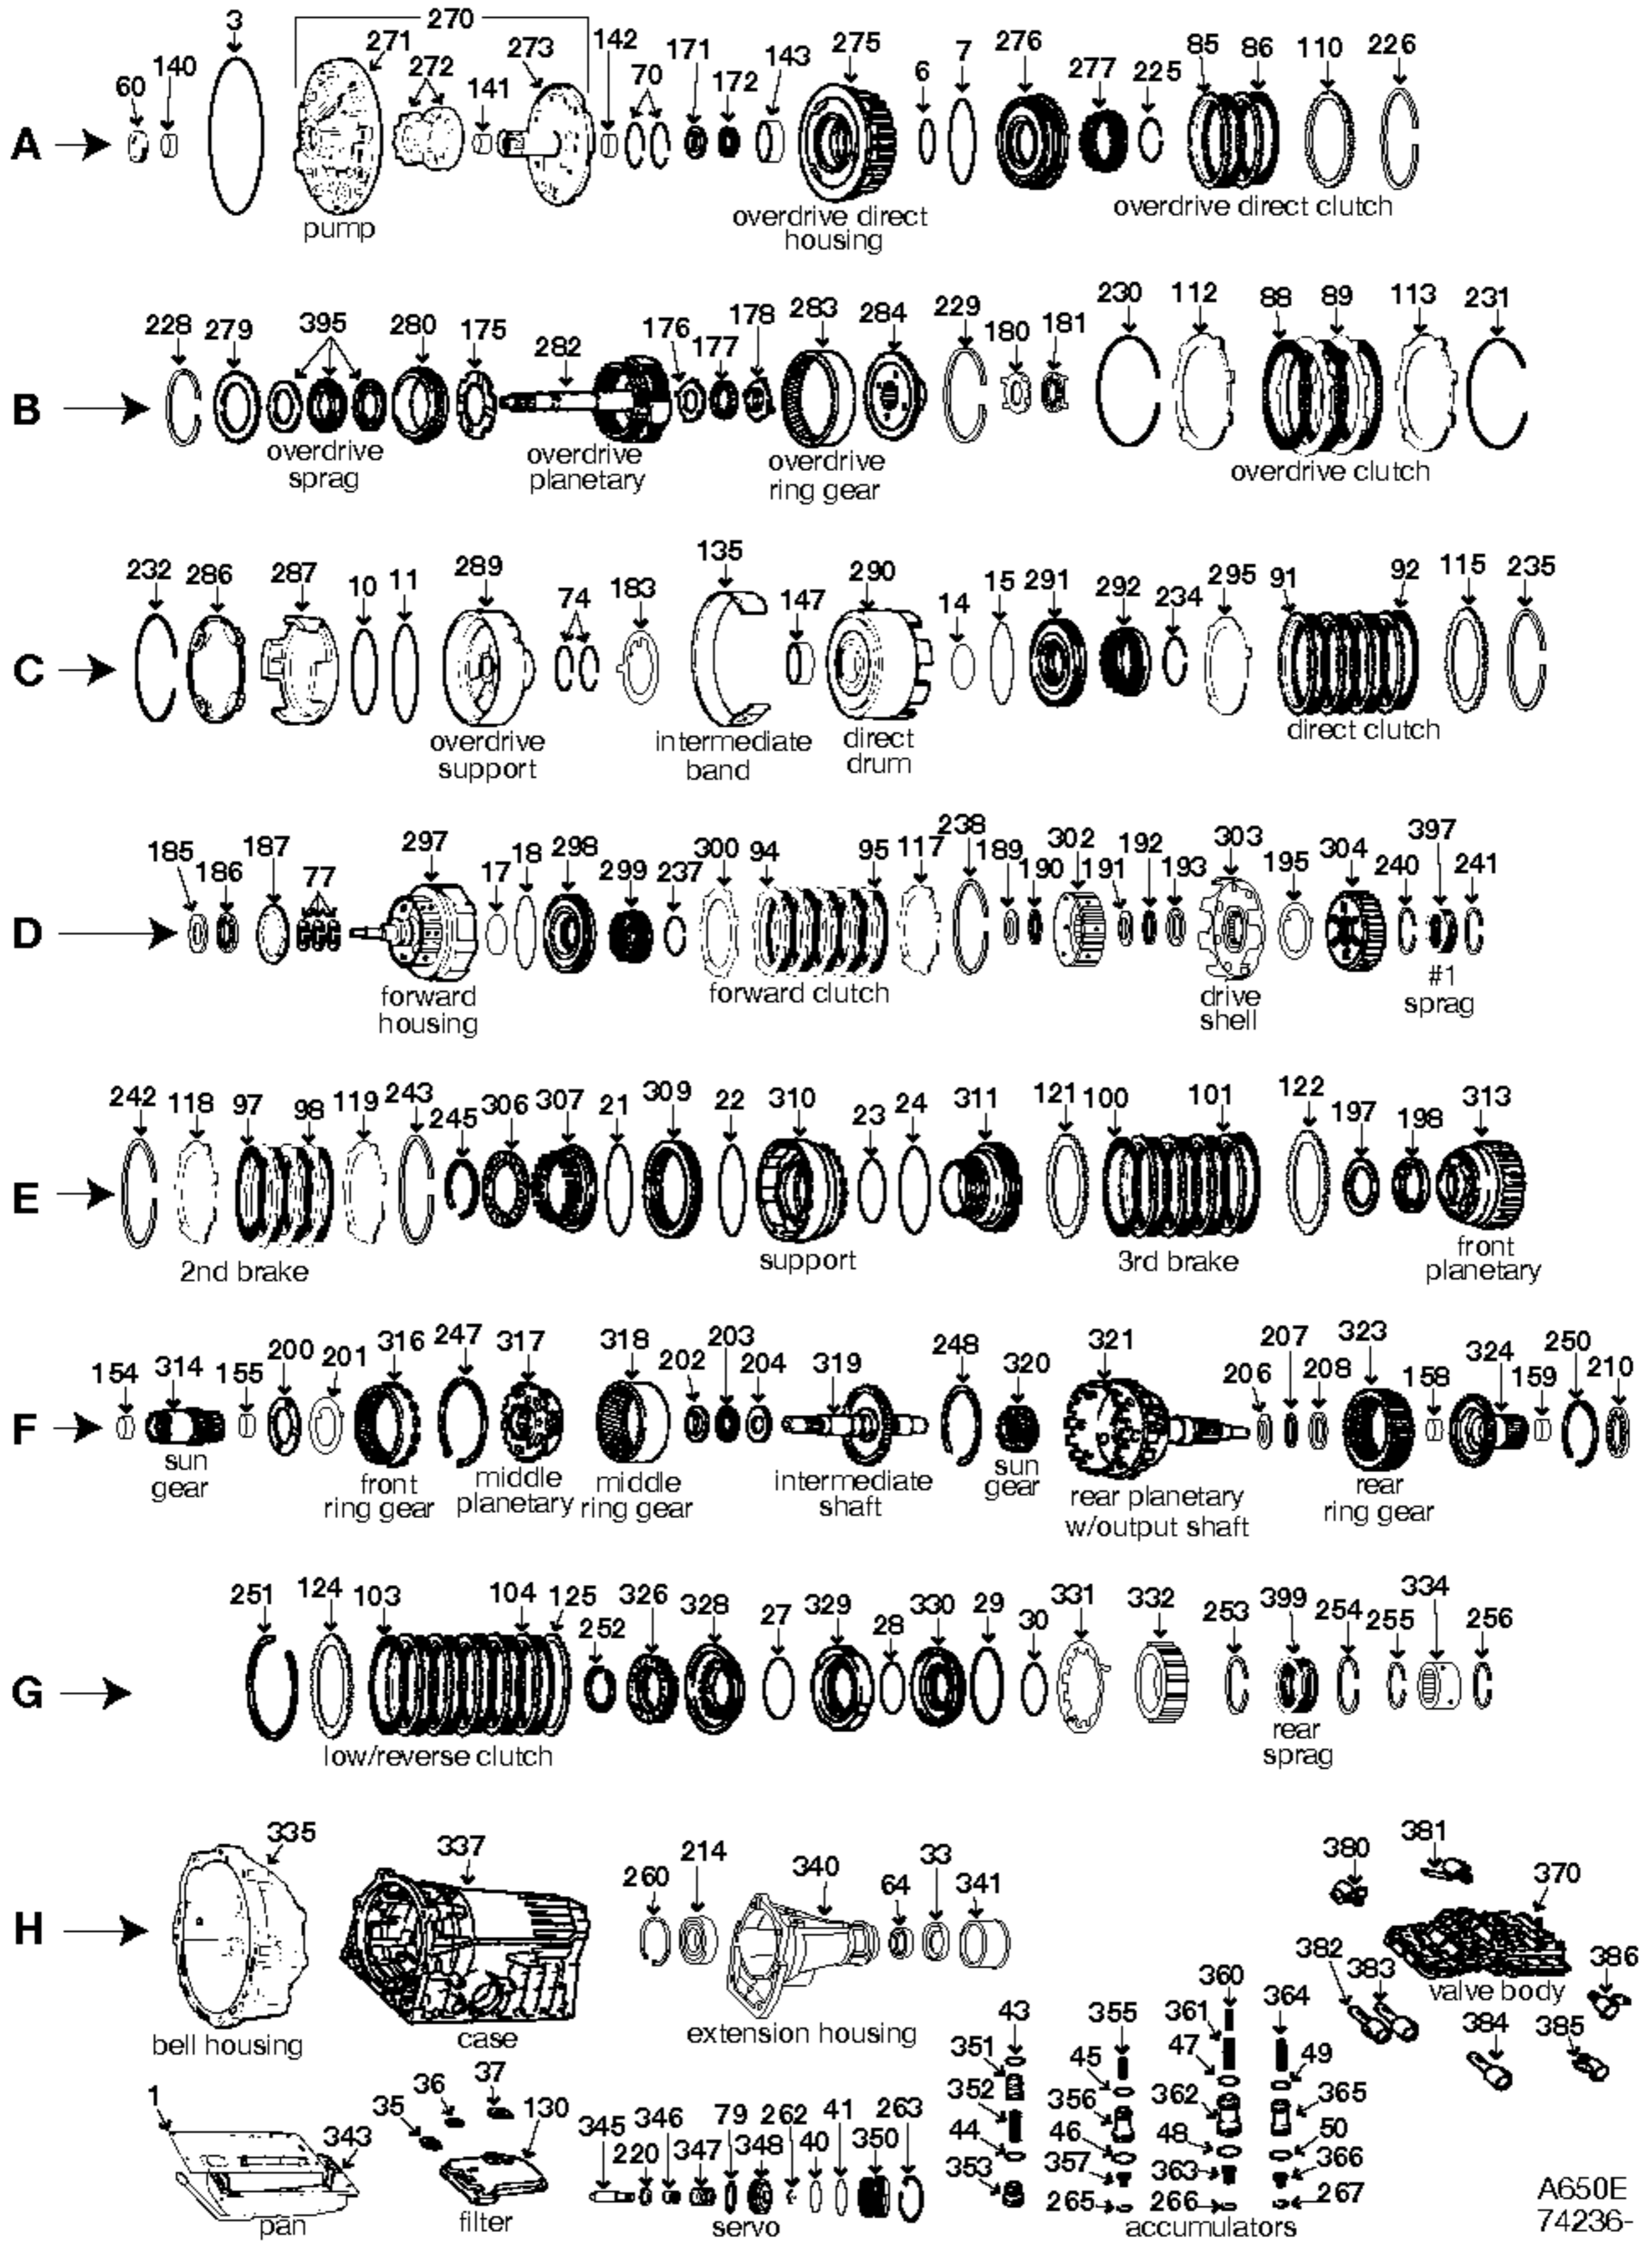 3
270
60 140 271 272 141 273 142 70 171 172 143 275 6 7 276 277 225 85 86 110 226
A
pump
overdrive direct
housing
overdrive direct clutch
228 279 395 280 175 282 176 177 178 283 284 229 180 181 230 112 88 89 113 231
B
overdrive
sprag
overdrive
planetary
overdrive
ring gear
overdrive clutch
232 286 287 10 11 289 74 183 135 147 290 14 15 291 292 234 295 91 92 115 235
C
overdrive
support
intermediate
band
direct
drum
direct clutch
185 186 187 77 297 17 18 298 299 237 300 94 95 117 238 189 190 302 191 192 193 303 195 304 240 397 241
D
forward
housing
forward clutch
drive
shell
#1
sprag
242 118 97 98 119 243 245 306 307 21 309 22 310 23 24 311 121 100 101 122 197 198 313
E
2nd brake
support
3rd brake
front
planetary
154 314 155 200 201 316 247 317 318 202 203 204 319 248 320 321 206 207 208 323 158 324 159 250 210
F
sun
gear
front
ring gear
middle
planetary
middle
ring gear
intermediate
shaft
sun
gear
rear planetary
w/output shaft
rear
ring gear
251 124 103 104 125 252 326 328 27 329 28 330 29 30 331 332 253 399 254 255 334 256
G
low/reverse clutch
rear
sprag
335 337 260 214 340 64 33 341 380 381 370
H
bell housing
case
extension housing
382 383 384 385 386
valve body
1 343
pan
35 36 37 130
filter
345 220 346 347 79 348 262 40 41 350 263
servo
43 351 352 44 353
355 45 356 46 357 265
360 361 47 362 48 363 266
364 49 365 50 366 267
accumulators
A650E
74236-